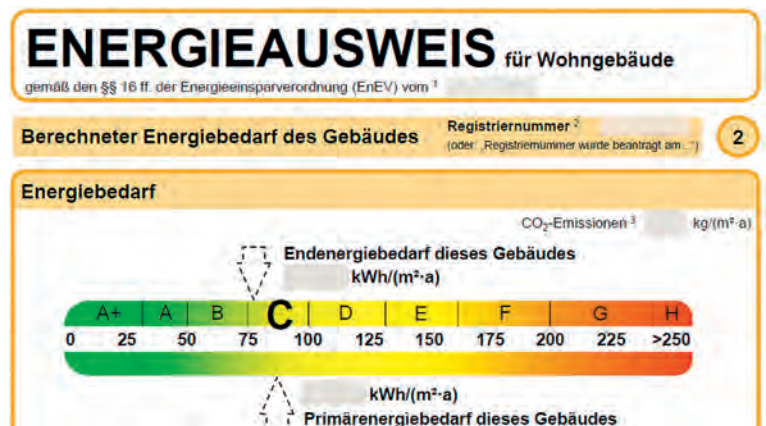 ENERGIEAUSWEIS für Wohngebäude
gemäß den §§ 16 ff. der Energieeinsparverordnung (EnEV) vom ¹
Berechneter Energiebedarf des Gebäudes
Registriernummer ²
(oder: „Registriernummer wurde beantragt am...")
2
Energiebedarf
CO₂-Emissionen ³ kg/(m²·a)
Endenergiebedarf dieses Gebäudes
kWh/(m²·a)
A+ A B C D E F G H
0 25 50 75 100 125 150 175 200 225 >250
kWh/(m²·a)
Primärenergiebedarf dieses Gebäudes